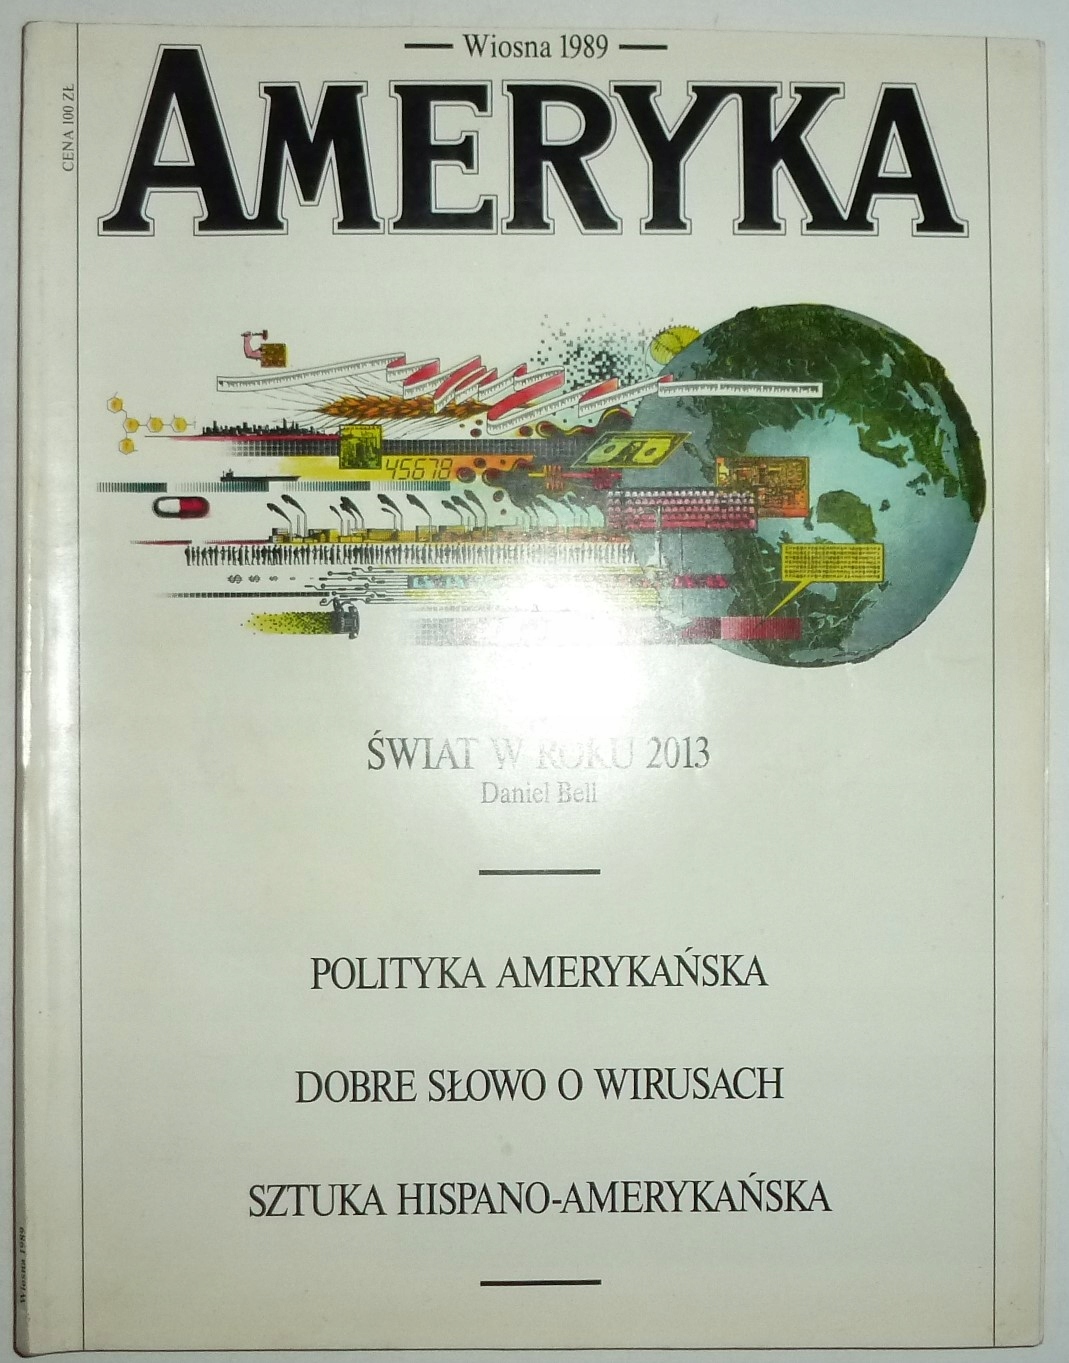 Wiosna 1989
CENA 100 ZŁ
AMERYKA
45678
ŚWIAT W ROKU 2013
Daniel Bell
POLITYKA AMERYKAŃSKA
DOBRE SŁOWO O WIRUSACH
SZTUKA HISPANO-AMERYKAŃSKA
Wiosna 1989